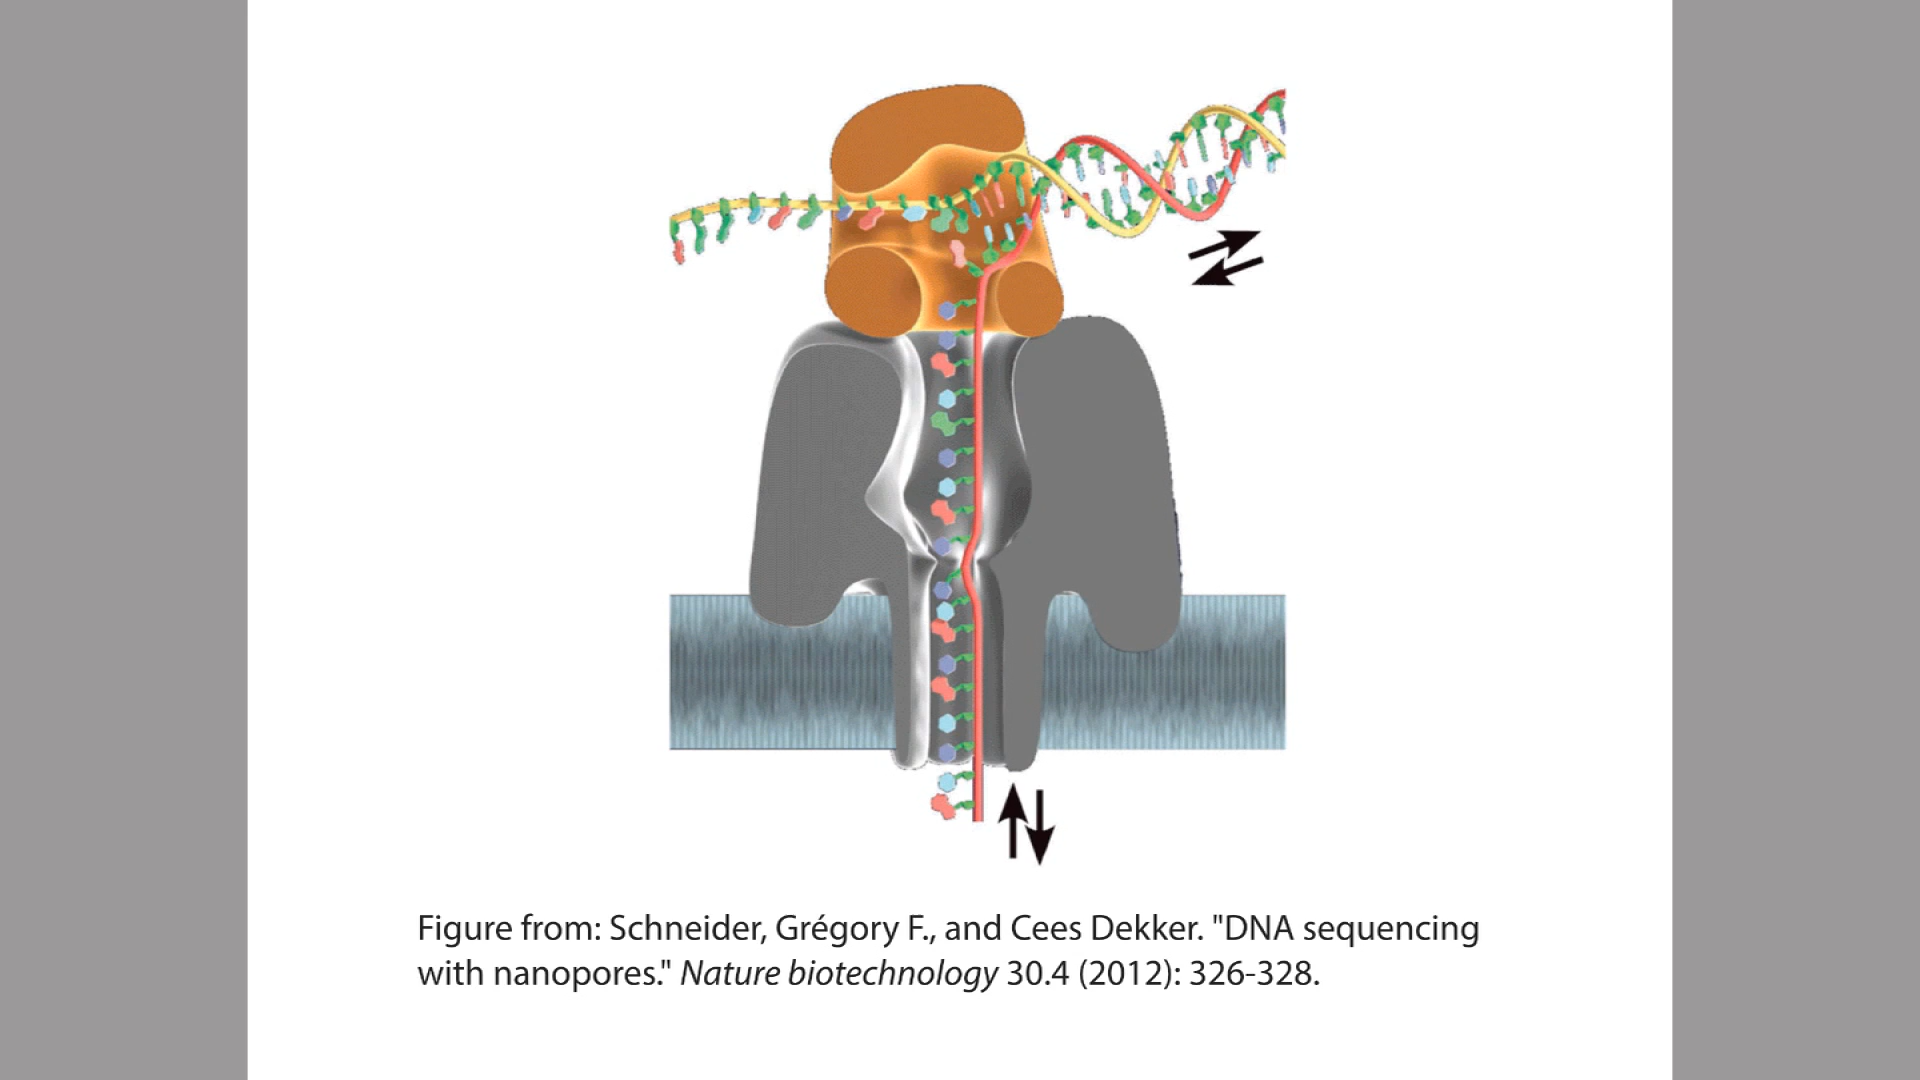 Figure from: Schneider, Grégory F., and Cees Dekker. "DNA sequencing
with nanopores." Nature biotechnology 30.4 (2012): 326-328.